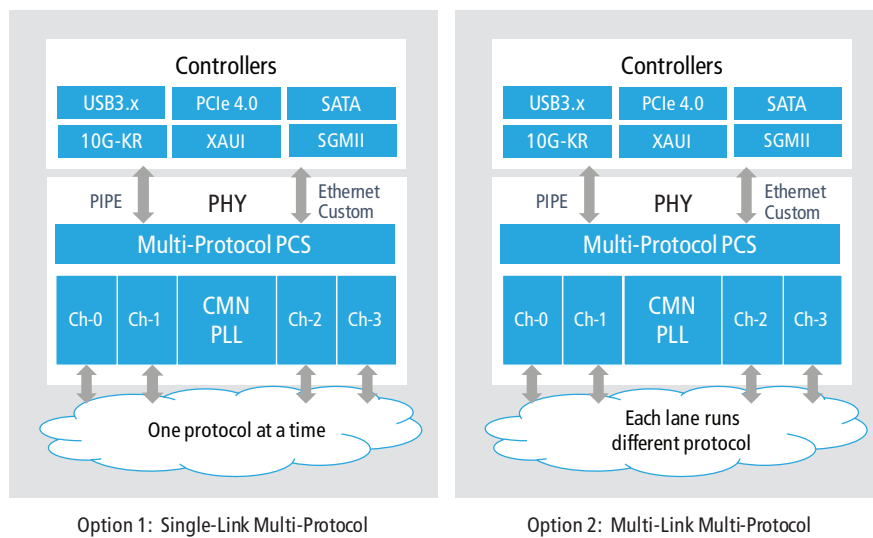 Controllers
USB3.x
PCIe 4.0
SATA
10G-KR
XAUI
SGMII
PIPE
PHY
Ethernet
Custom
Multi-Protocol PCS
Ch-0
Ch-1
CMN
PLL
Ch-2
Ch-3
One protocol at a time
Option 1: Single-Link Multi-Protocol
Controllers
USB3.x
PCIe 4.0
SATA
10G-KR
XAUI
SGMII
PIPE
PHY
Ethernet
Custom
Multi-Protocol PCS
Ch-0
Ch-1
CMN
PLL
Ch-2
Ch-3
Each lane runs
different protocol
Option 2: Multi-Link Multi-Protocol